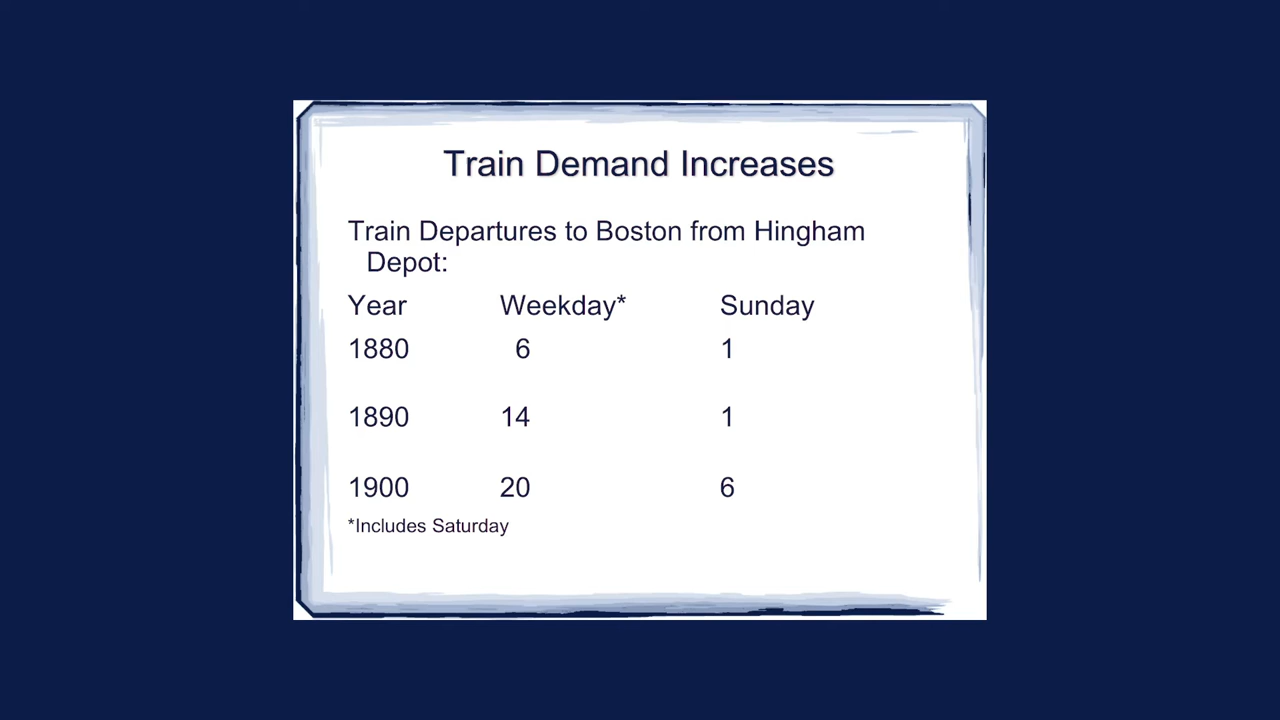 Train Demand Increases
Train Departures to Boston from Hingham
Depot:
Year Weekday* Sunday
1880 6 1
1890 14 1
1900 20 6
*Includes Saturday